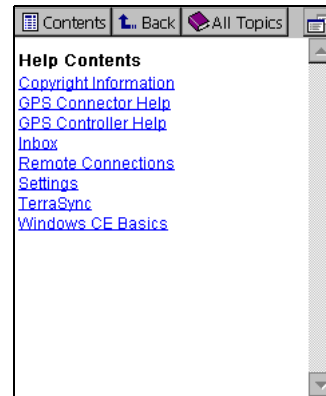 Contents Back All Topics
Help Contents
Copyright Information
GPS Connector Help
GPS Controller Help
Inbox
Remote Connections
Settings
TerraSync
Windows CE Basics